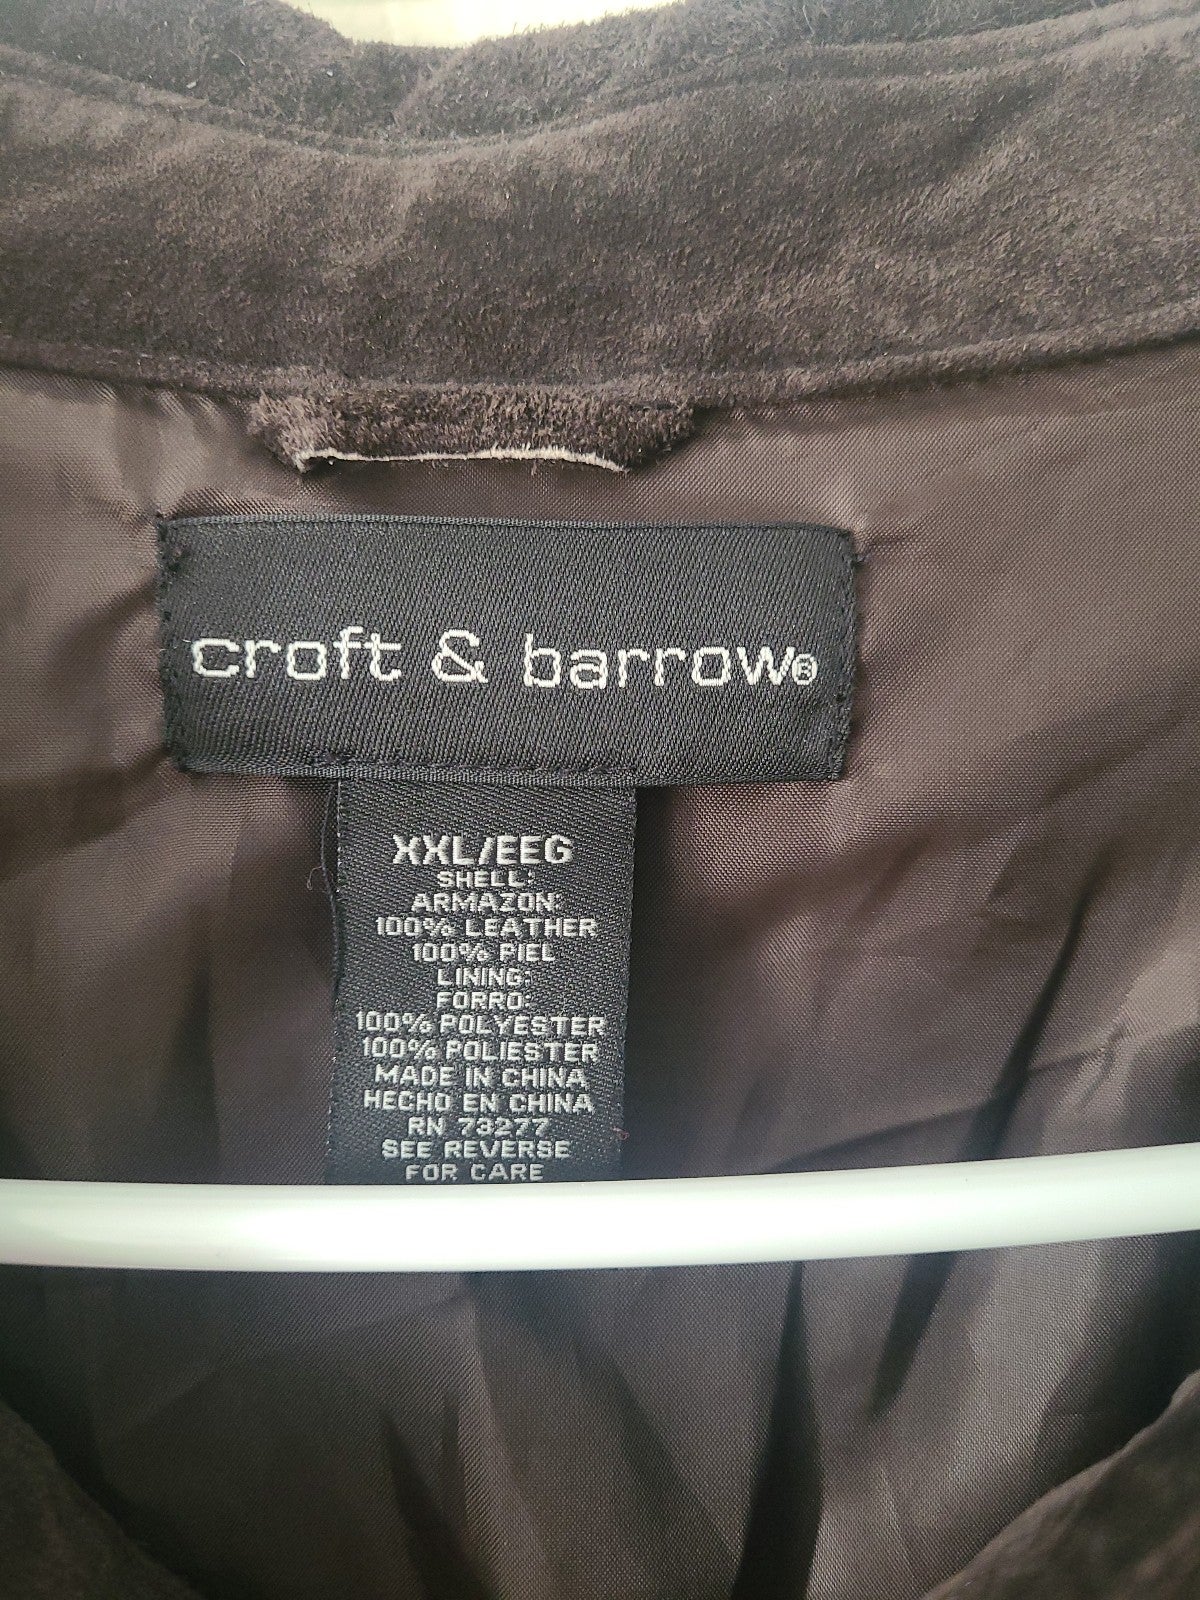 croft & barrow®
XXL/EEG
SHELL:
ARMAZON:
100% LEATHER
100% PIEL
LINING:
FORRO:
100% POLYESTER
100% POLIESTER
MADE IN CHINA
HECHO EN CHINA
RN 73277
SEE REVERSE
FOR CARE